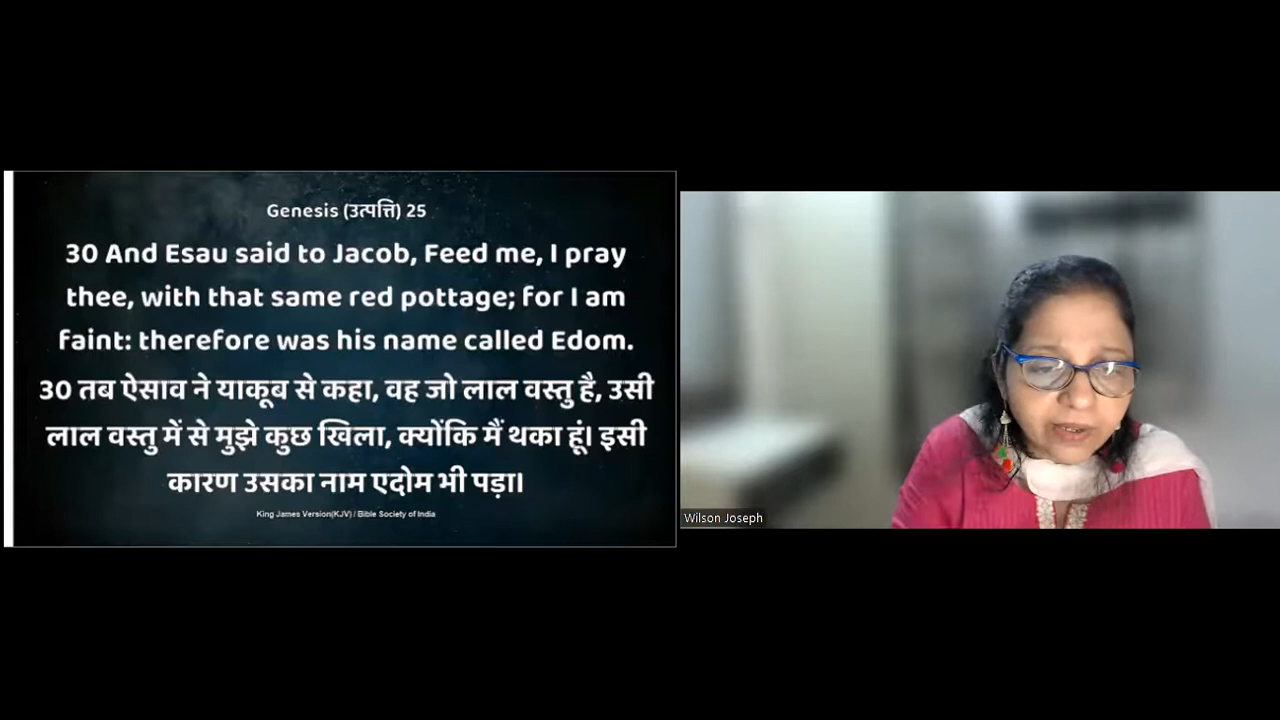 Genesis (उत्पत्ति) 25
30 And Esau said to Jacob, Feed me, I pray
thee, with that same red pottage; for I am
faint: therefore was his name called Edom.
30 तब ऐसाव ने याकूब से कहा, वह जो लाल वस्तु है, उसी
लाल वस्तु में से मुझे कुछ खिला, क्योंकि मैं थका हूं। इसी
कारण उसका नाम एदोम भी पड़ा।
King James Version(KJV) / Bible Society of India
Wilson Joseph